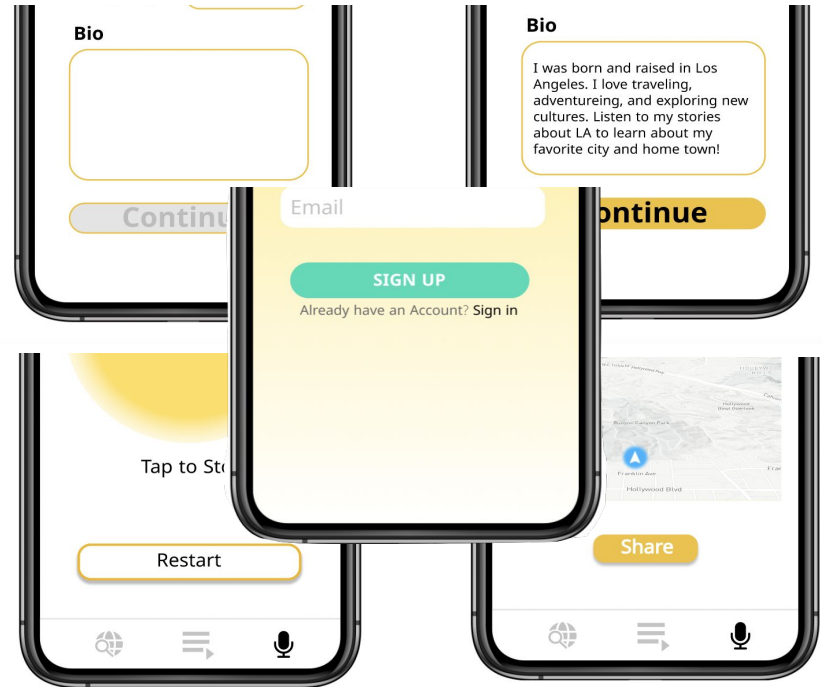 Bio
Continu
Bio
I was born and raised in Los
Angeles. I love traveling,
adventureing, and exploring new
cultures. Listen to my stories
about LA to learn about my
favorite city and home town!
ontinue
Email
SIGN UP
Already have an Account? Sign in
Tap to Sto
Restart
Hollywood
Franklin Ave
Hollywood Blvd
Share